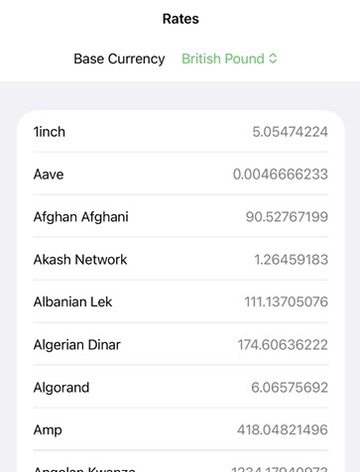 Rates
Base Currency British Pound
1inch 5.05474224
Aave 0.0046666233
Afghan Afghani 90.52767199
Akash Network 1.26459183
Albanian Lek 111.13705076
Algerian Dinar 174.60636222
Algorand 6.06575692
Amp 418.04821496
Angolan Kwanza